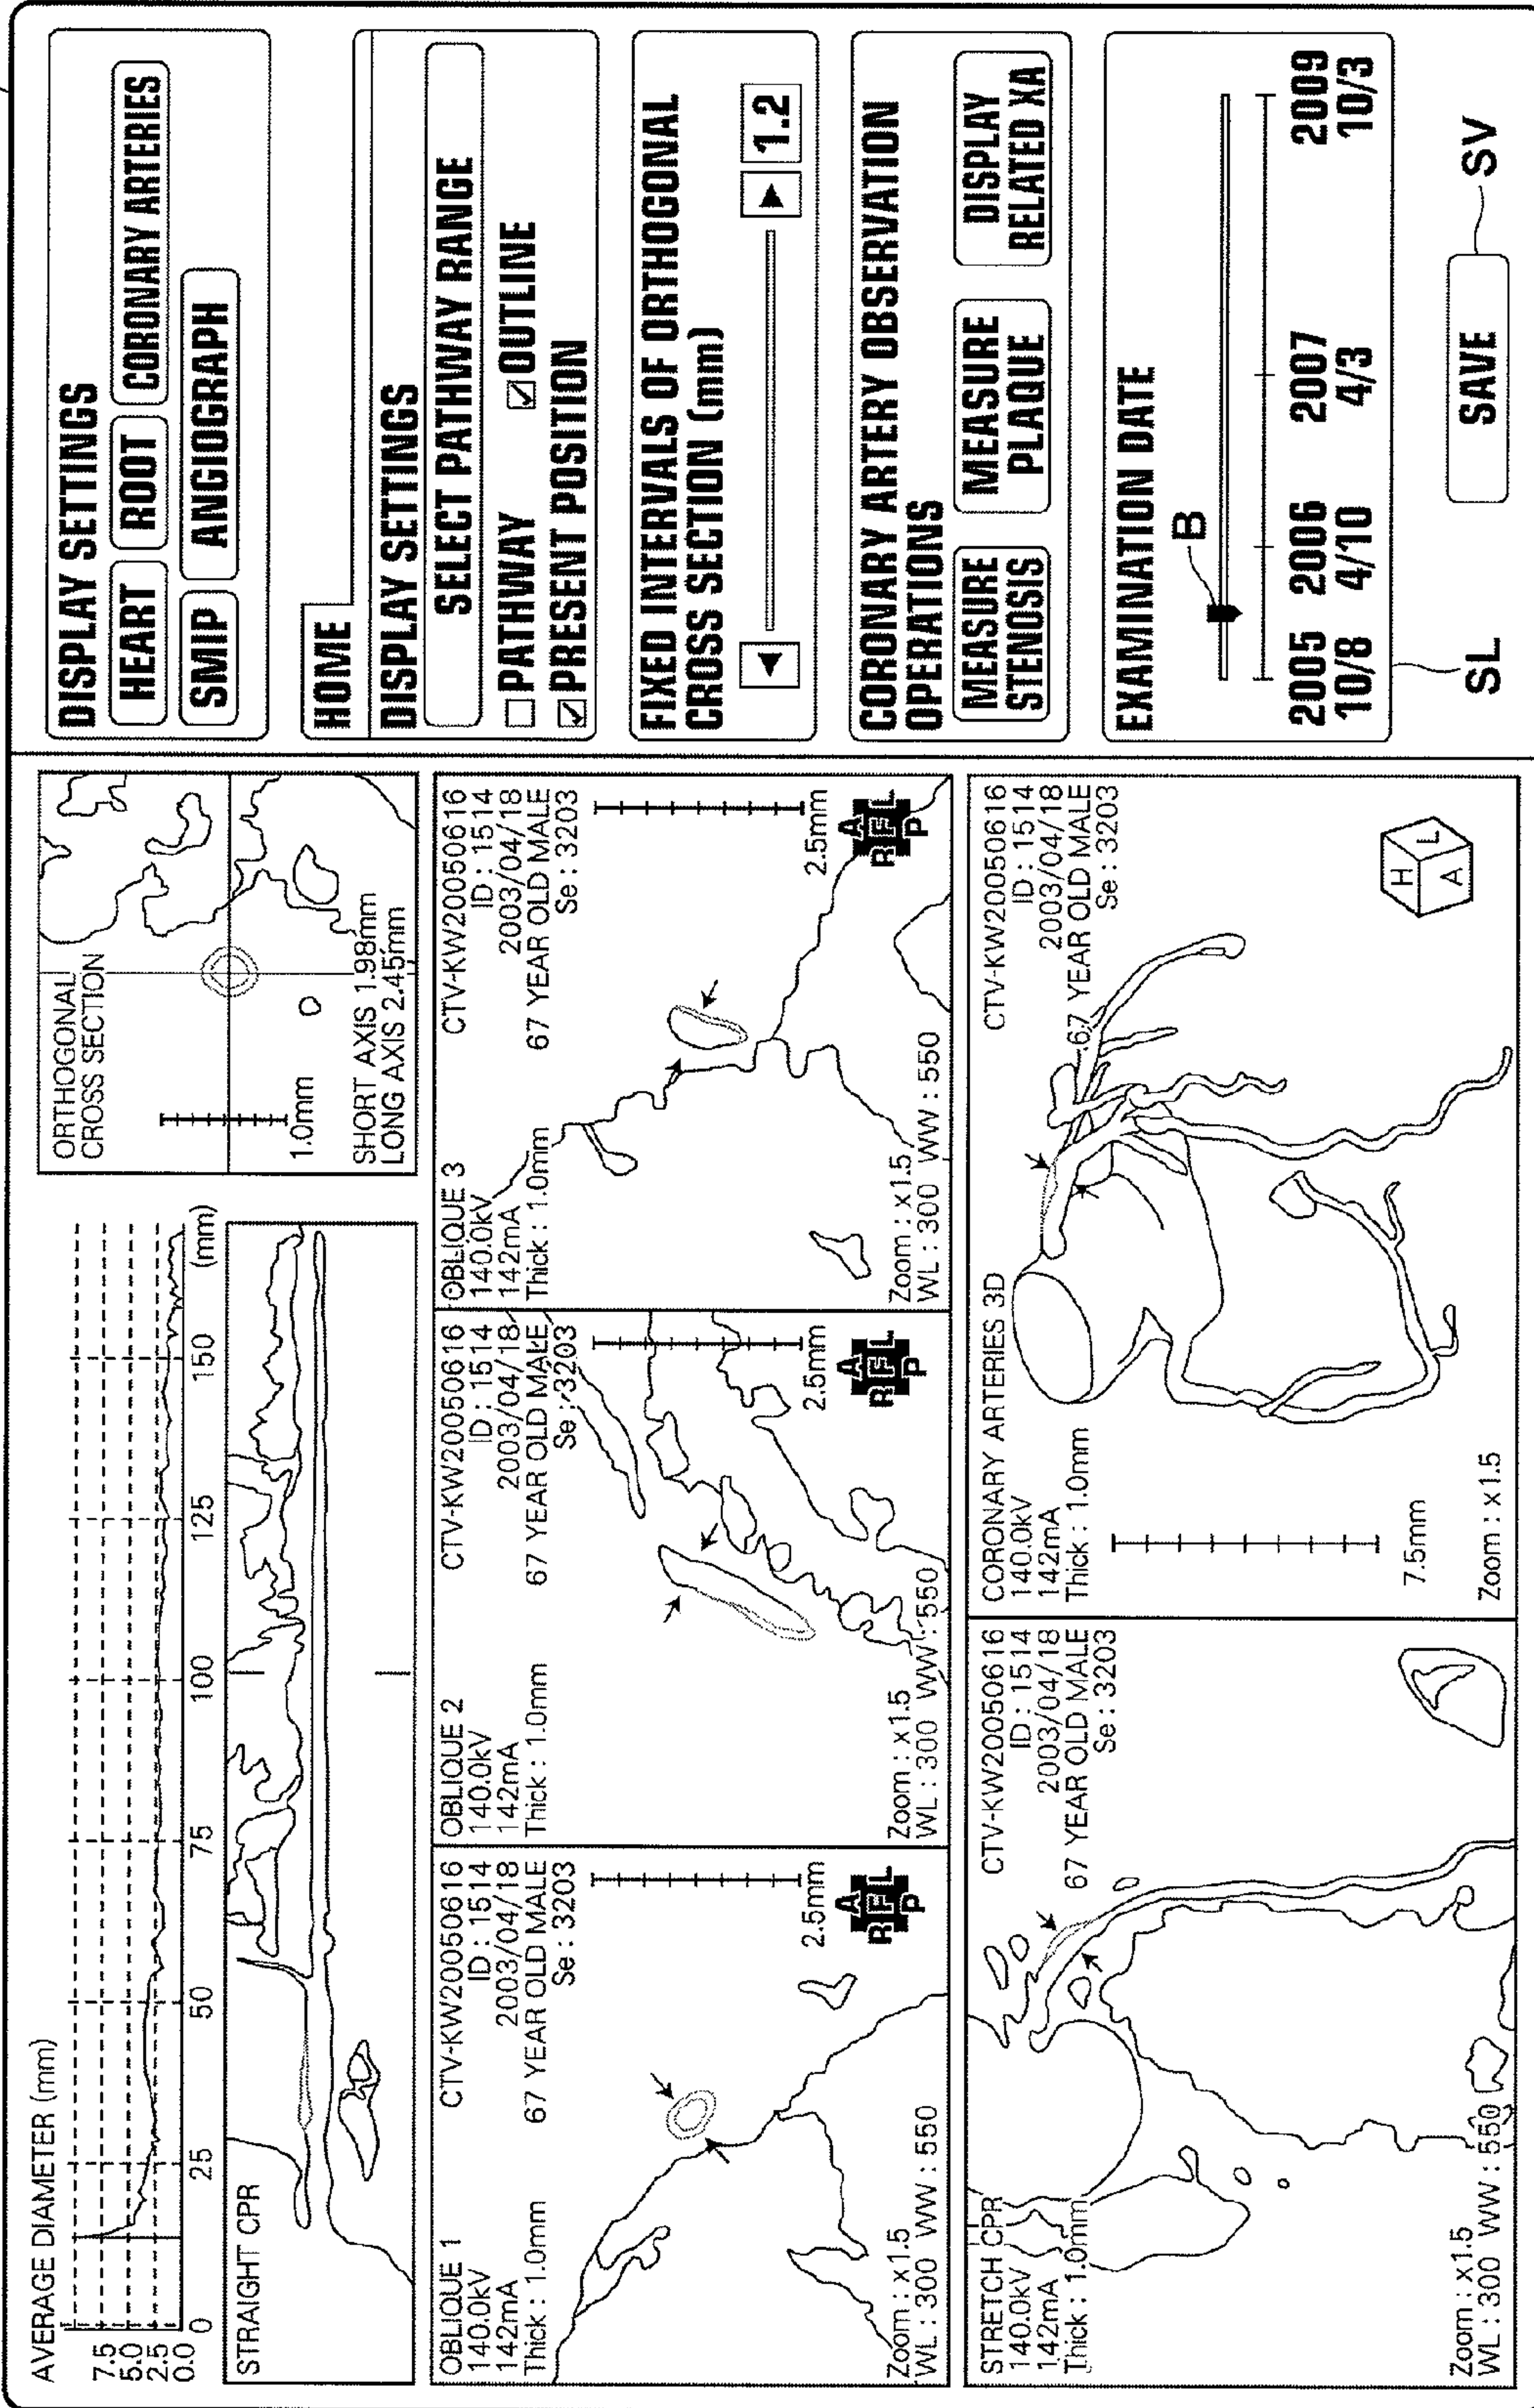 AVERAGE DIAMETER (mm)
7.5
5.0
2.5
0.0
0 25 50 75 100 125 150 (mm)
STRAIGHT CPR
ORTHOGONAL
CROSS SECTION
1.0mm
SHORT AXIS 1.98mm
LONG AXIS 2.45mm
OBLIQUE 1 CTV-KW20050616
140.0kV ID : 1514
142mA 2003/04/18
Thick : 1.0mm 67 YEAR OLD MALE
Se : 3203
2.5mm
A
R F L
P
Zoom : x1.5
WL : 300 WW : 550
OBLIQUE 2 CTV-KW20050616
140.0kV ID : 1514
142mA 2003/04/18
Thick : 1.0mm 67 YEAR OLD MALE
Se : 3203
2.5mm
A
R F L
P
Zoom : x1.5
WL : 300 WW : 550
OBLIQUE 3 CTV-KW20050616
140.0kV ID : 1514
142mA 2003/04/18
Thick : 1.0mm 67 YEAR OLD MALE
Se : 3203
2.5mm
A
R F L
P
Zoom : x1.5
WL : 300 WW : 550
STRETCH CPR CTV-KW20050616
140.0kV ID : 1514
142mA 2003/04/18
Thick : 1.0mm 67 YEAR OLD MALE
Se : 3203
Zoom : x1.5
WL : 300 WW : 550
CORONARY ARTERIES 3D CTV-KW20050616
140.0kV ID : 1514
142mA 2003/04/18
Thick : 1.0mm 67 YEAR OLD MALE
Se : 3203
7.5mm
H
A L
Zoom : x1.5
DISPLAY SETTINGS
HEART ROOT CORONARY ARTERIES
SMIP ANGIOGRAPH
HOME
DISPLAY SETTINGS
SELECT PATHWAY RANGE
PATHWAY OUTLINE
PRESENT POSITION
FIXED INTERVALS OF ORTHOGONAL
CROSS SECTION (mm)
1.2
CORONARY ARTERY OBSERVATION
OPERATIONS
MEASURE STENOSIS
MEASURE PLAQUE
DISPLAY RELATED XA
EXAMINATION DATE
B
2005 2006 2007 2009
10/8 4/10 4/3 10/3
SL
SAVE
SV